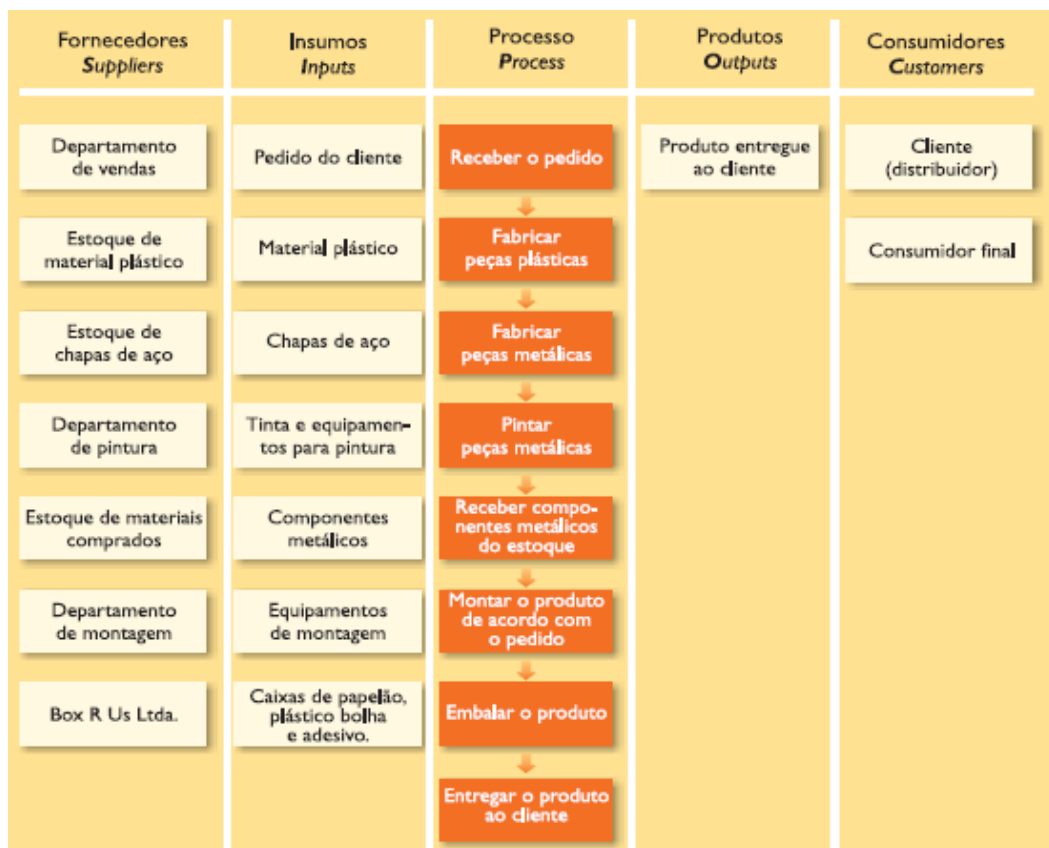 Fornecedores
Suppliers
Insumos
Inputs
Processo
Process
Produtos
Outputs
Consumidores
Customers
Departamento
de vendas
Pedido do cliente
Receber o pedido
Produto entregue
ao cliente
Cliente
(distribuidor)
Estoque de
material plástico
Material plástico
Fabricar
peças plásticas
Consumidor final
Estoque de
chapas de aço
Chapas de aço
Fabricar
peças metálicas
Departamento
de pintura
Tinta e equipamen-
tos para pintura
Pintar
peças metálicas
Estoque de materiais
comprados
Componentes
metálicos
Receber compo-
nentes metálicos
do estoque
Departamento
de montagem
Equipamentos
de montagem
Montar o produto
de acordo com
o pedido
Box R Us Ltda.
Caixas de papelão,
plástico bolha
e adesivo.
Embalar o produto
Entregar o produto
ao cliente